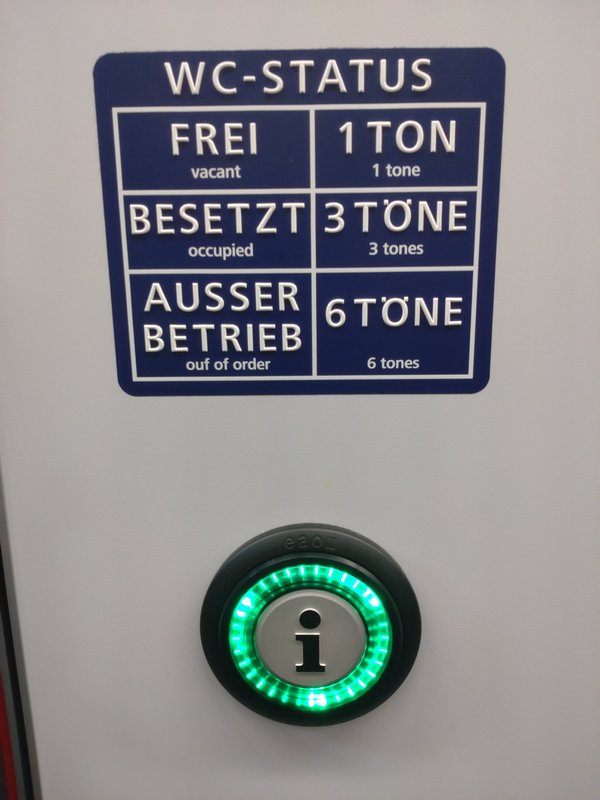 WC-STATUS
FREI
vacant
1 TON
1 tone
BESETZT
occupied
3 TÖNE
3 tones
AUSSER
BETRIEB
ouf of order
6 TÖNE
6 tones
eao
i